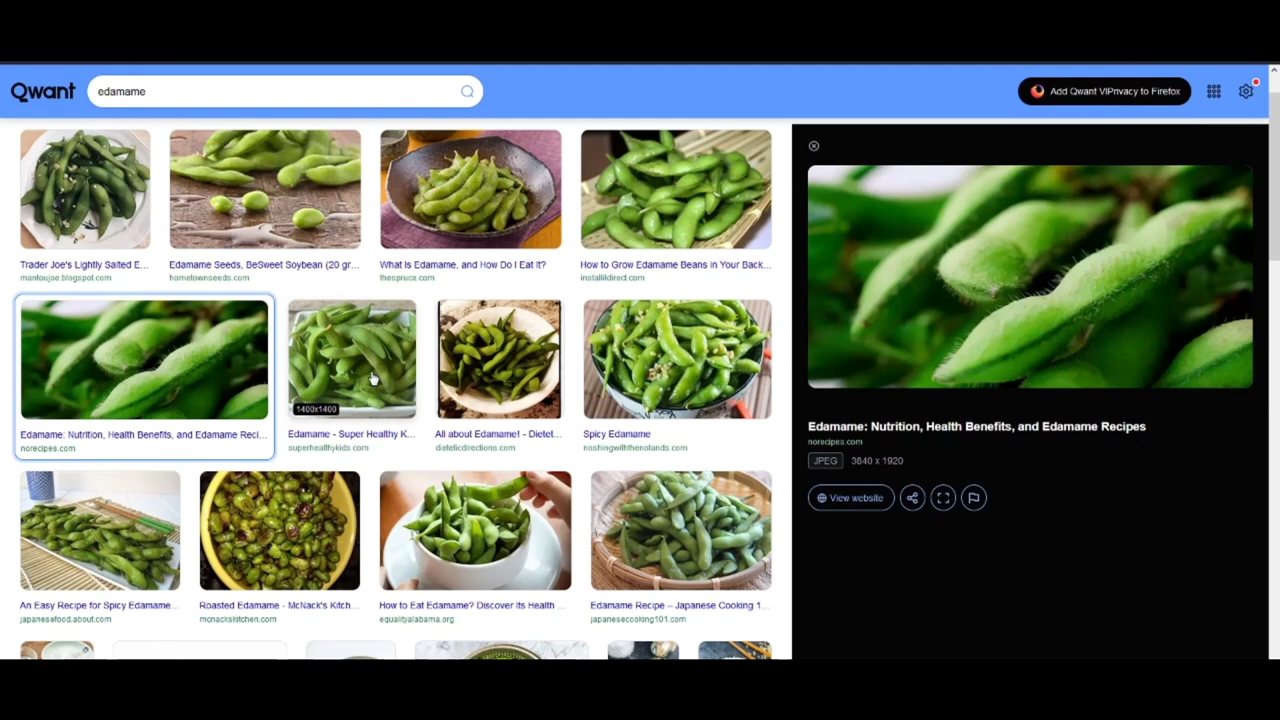 Qwant
edamame
Add Qwant VIPrivacy to Firefox
Trader Joe's Lightly Salted E...
mantoujoe.blogspot.com
Edamame Seeds, BeSweet Soybean (20 gr...
hometownseeds.com
What Is Edamame, and How Do I Eat It?
thespruce.com
How to Grow Edamame Beans in Your Back...
installitdirect.com
1400x1400
Edamame: Nutrition, Health Benefits, and Edamame Reci...
norecipes.com
Edamame - Super Healthy K...
superhealthykids.com
All about Edamame! - Dietet...
dieteticdirections.com
Spicy Edamame
noshingwiththenolands.com
An Easy Recipe for Spicy Edamame...
japanesefood.about.com
Roasted Edamame - McNack's Kitch...
mcnackskitchen.com
How to Eat Edamame? Discover Its Health ...
equalityalabama.org
Edamame Recipe – Japanese Cooking 1...
japanesecooking101.com
Edamame: Nutrition, Health Benefits, and Edamame Recipes
norecipes.com
JPEG 3840 x 1920
View website